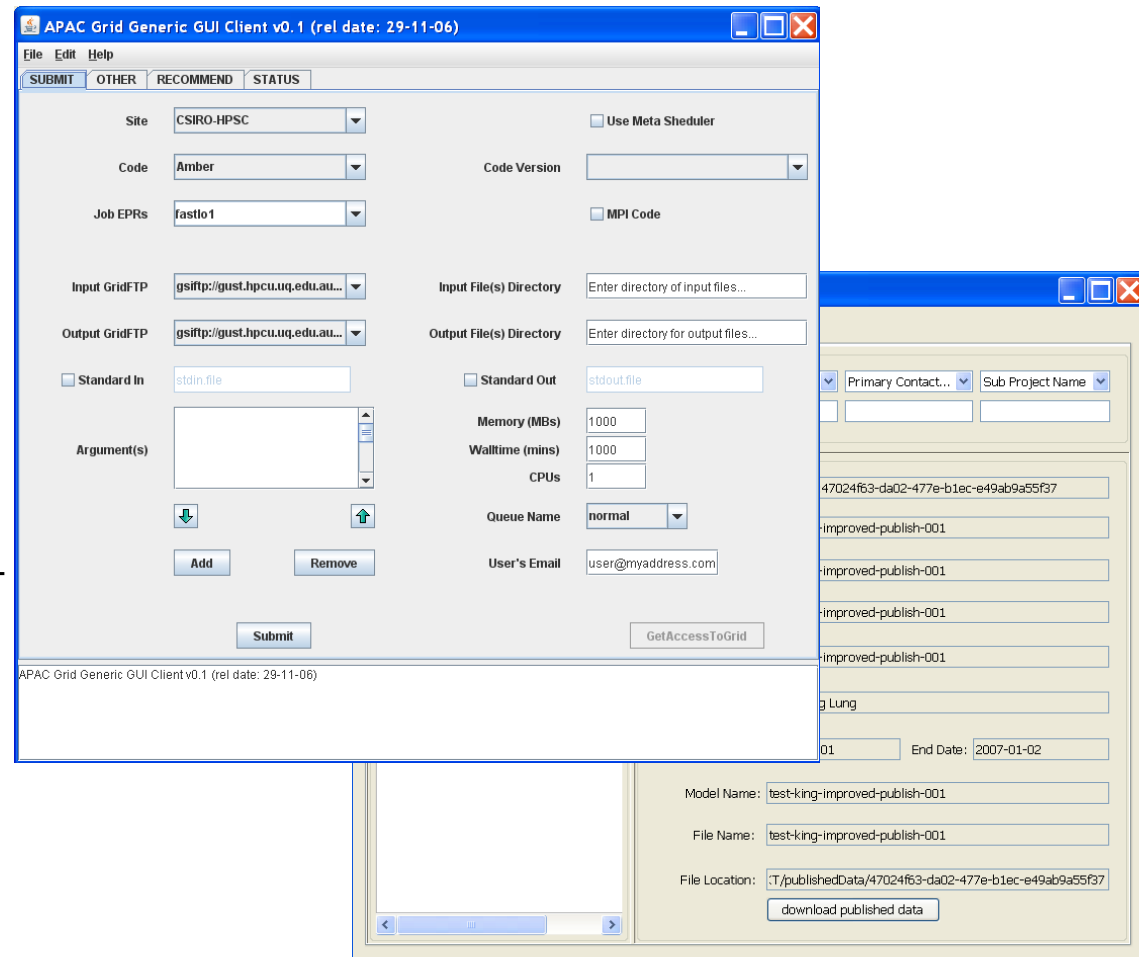 APAC Grid Generic GUI Client v0.1 (rel date: 29-11-06)
File Edit Help
SUBMIT OTHER RECOMMEND STATUS
Site CSIRO-HPSC Use Meta Sheduler
Code Amber Code Version
Job EPRs fastlo1 MPI Code
Input GridFTP gsiftp://gust.hpcu.uq.edu.au... Input File(s) Directory Enter directory of input files...
Output GridFTP gsiftp://gust.hpcu.uq.edu.au... Output File(s) Directory Enter directory for output files...
Standard In stdin.file Standard Out stdout.file
Argument(s)
Memory (MBs) 1000
Walltime (mins) 1000
CPUs 1
Queue Name normal
Add Remove User's Email user@myaddress.com
Submit GetAccessToGrid
APAC Grid Generic GUI Client v0.1 (rel date: 29-11-06)
Primary Contact... Sub Project Name
47024f63-da02-477e-b1ec-e49ab9a55f37
-improved-publish-001
-improved-publish-001
-improved-publish-001
-improved-publish-001
g Lung
01 End Date: 2007-01-02
Model Name: test-king-improved-publish-001
File Name: test-king-improved-publish-001
File Location: :T/publishedData/47024f63-da02-477e-b1ec-e49ab9a55f37
download published data